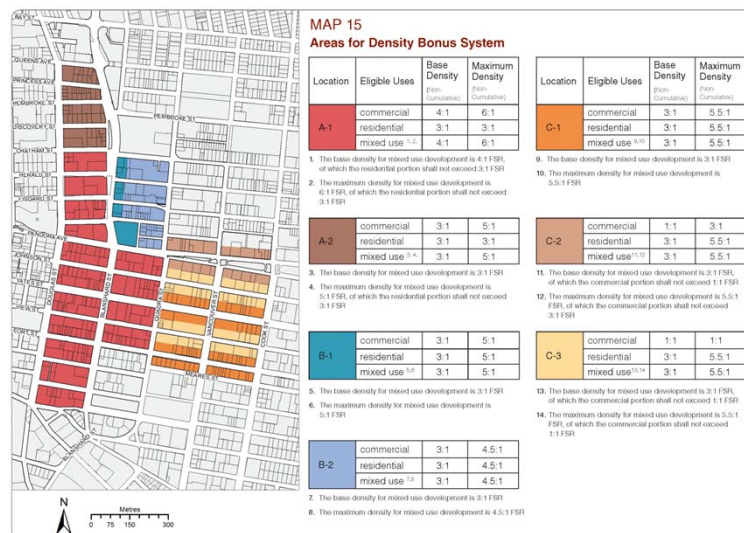 MAP 15
Areas for Density Bonus System
BAY ST
QUEENS AVE
PRINCESS AVE
PEMBROKE ST
DISCOVERY ST
CHATHAM ST
HERALD ST
FISGARD ST
PANDORA AVE
JOHNSON ST
YATES ST
VIEW ST
FORT ST
PEMBROKE ST
DOUGLAS ST
BLANSHARD ST
QUADRA ST
VANCOUVER ST
COOK ST
MEARES ST
BLANSHARD ST
N
Metres
0 75 150 300
Location Eligible Uses Base Density (Non-Cumulative) Maximum Density (Non-Cumulative)
A-1
commercial 4:1 6:1
residential 3:1 3:1
mixed use 1, 2, 4:1 6:1
1. The base density for mixed use development is 4:1 FSR,
of which the residential portion shall not exceed 3:1 FSR
2. The maximum density for mixed use development is
6:1 FSR, of which the residential portion shall not exceed
3:1 FSR
A-2
commercial 3:1 5:1
residential 3:1 3:1
mixed use 3, 4, 3:1 5:1
3. The base density for mixed use development is 3:1 FSR
4. The maximum density for mixed use development is
5:1 FSR, of which the residential portion shall not exceed
3:1 FSR
B-1
commercial 3:1 5:1
residential 3:1 5:1
mixed use 5,6 3:1 5:1
5. The base density for mixed use development is 3:1 FSR
6. The maximum density for mixed use development is
5:1 FSR
B-2
commercial 3:1 4.5:1
residential 3:1 4.5:1
mixed use 7,8 3:1 4.5:1
7. The base density for mixed use development is 3:1 FSR
8. The maximum density for mixed use development is 4.5:1 FSR
Location Eligible Uses Base Density (Non-Cumulative) Maximum Density (Non-Cumulative)
C-1
commercial 3:1 5.5:1
residential 3:1 5.5:1
mixed use 9,10 3:1 5.5:1
9. The base density for mixed use development is 3:1 FSR
10. The maximum density for mixed use development is
5.5:1 FSR
C-2
commercial 1:1 3:1
residential 3:1 5.5:1
mixed use 11,12 3:1 5.5:1
11. The base density for mixed use development is 3:1 FSR,
of which the commercial portion shall not exceed 1:1 FSR
12. The maximum density for mixed use development is 5.5:1
FSR, of which the commercial portion shall not exceed
3:1 FSR
C-3
commercial 1:1 1:1
residential 3:1 5.5:1
mixed use 13,14 3:1 5.5:1
13. The base density for mixed use development is 3:1 FSR,
of which the commercial portion shall not exceed 1:1 FSR
14. The maximum density for mixed use development is 5.5:1
FSR, of which the commercial portion shall not exceed
1:1 FSR